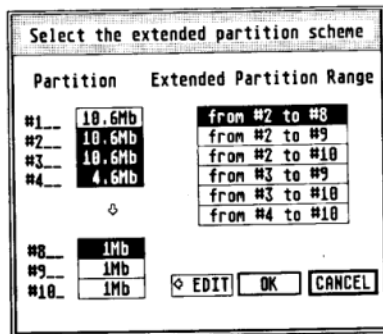 Select the extended partition scheme
Partition Extended Partition Range
#1__ 10.6Mb
#2__ 10.6Mb
#3__ 10.6Mb
#4__ 4.6Mb
⇩
#8__ 1Mb
#9__ 1Mb
#10_ 1Mb
from #2 to #8
from #2 to #9
from #2 to #10
from #3 to #9
from #3 to #10
from #4 to #10
◇ EDIT OK CANCEL